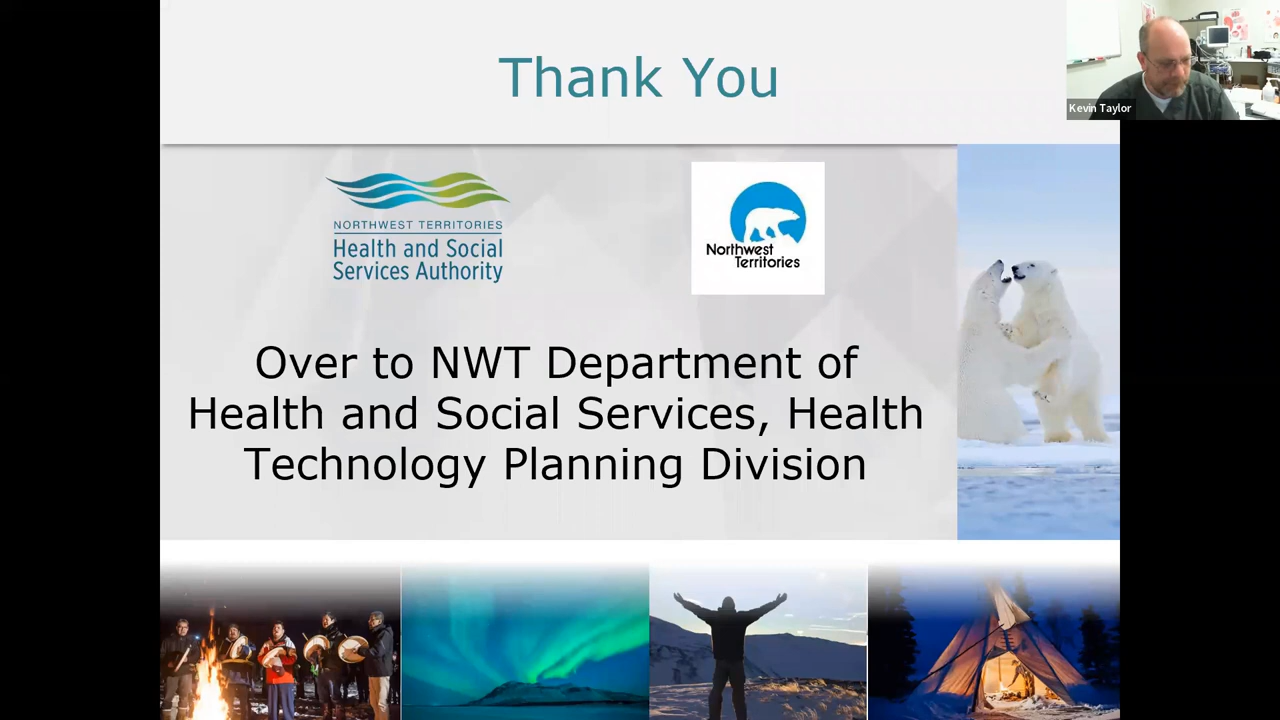 Thank You
Kevin Taylor
NORTHWEST TERRITORIES
Health and Social
Services Authority
Northwest
Territories
Over to NWT Department of
Health and Social Services, Health
Technology Planning Division